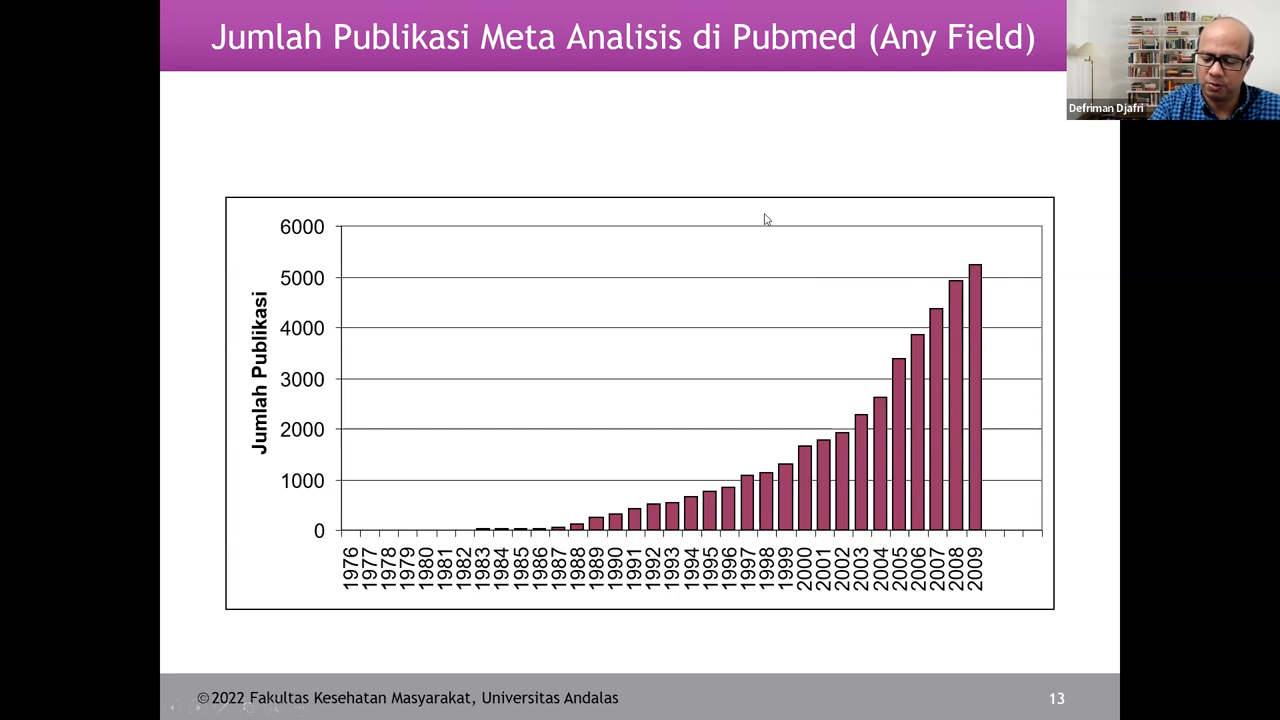 Jumlah Publikasi Meta Analisis di Pubmed (Any Field)
Defriman Djafri
Jumlah Publikasi
6000
5000
4000
3000
2000
1000
0
1976 1977 1978 1979 1980 1981 1982 1983 1984 1985 1986 1987 1988 1989 1990 1991 1992 1993 1994 1995 1996 1997 1998 1999 2000 2001 2002 2003 2004 2005 2006 2007 2008 2009
©2022 Fakultas Kesehatan Masyarakat, Universitas Andalas
13